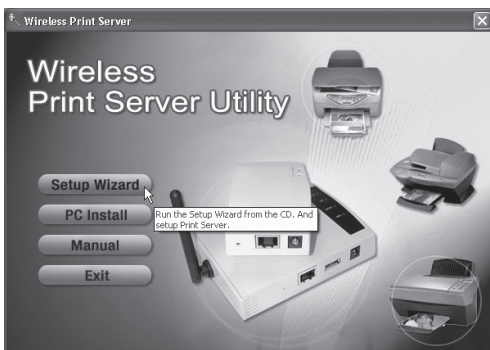 Wireless Print Server
Wireless
Print Server Utility
Setup Wizard
Run the Setup Wizard from the CD. And
setup Print Server.
PC Install
Manual
Exit